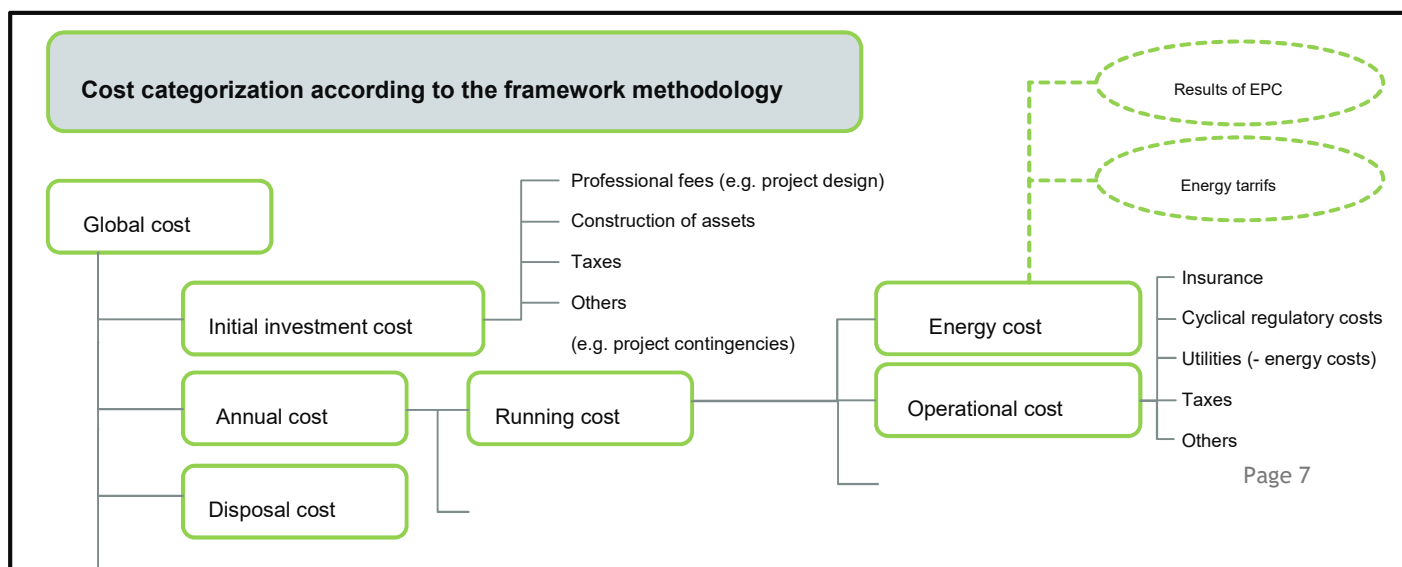 Cost categorization according to the framework methodology
Results of EPC
Energy tarrifs
Global cost
Professional fees (e.g. project design)
Construction of assets
Taxes
Others
(e.g. project contingencies)
Initial investment cost
Annual cost
Running cost
Disposal cost
Energy cost
Operational cost
Insurance
Cyclical regulatory costs
Utilities (- energy costs)
Taxes
Others
Page 7